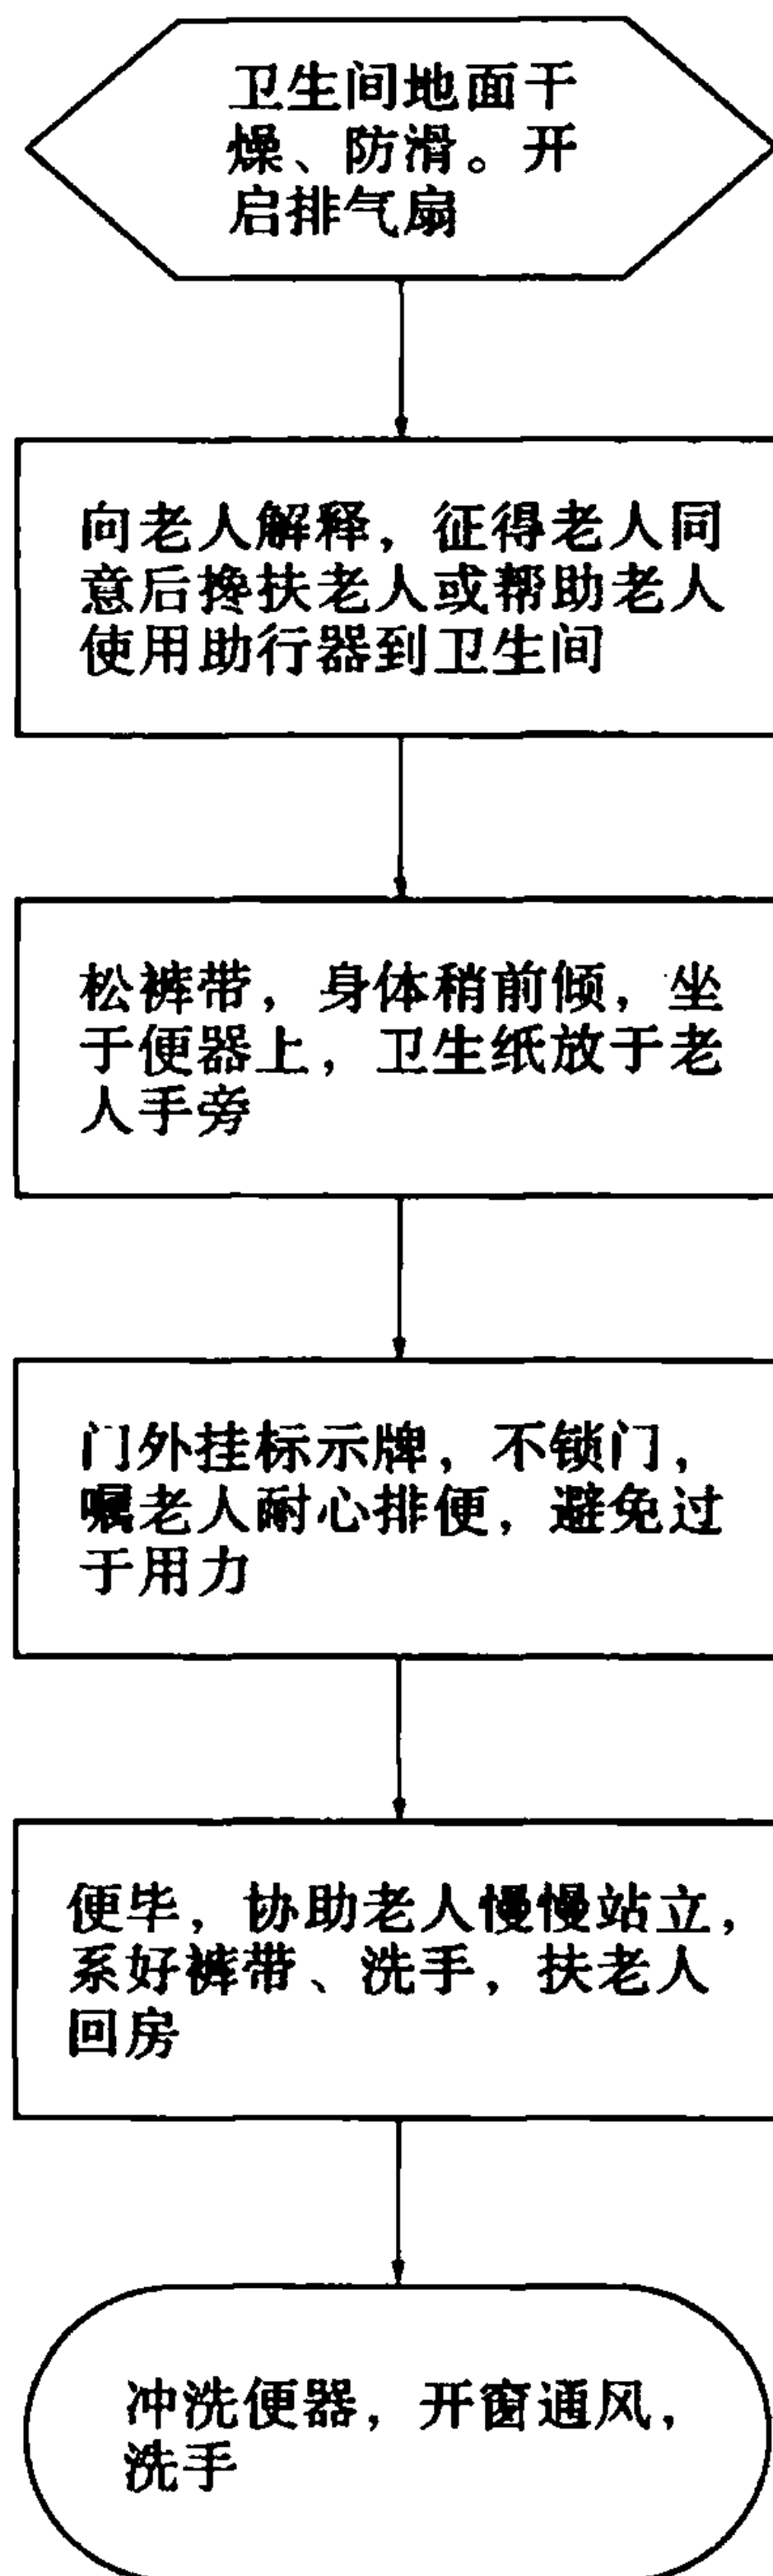 卫生间地面干
燥、防滑。开
启排气扇
向老人解释，征得老人同
意后搀扶老人或帮助老人
使用助行器到卫生间
松裤带，身体稍前倾，坐
于便器上，卫生纸放于老
人手旁
门外挂标示牌，不锁门，
嘱老人耐心排便，避免过
于用力
便毕，协助老人慢慢站立，
系好裤带、洗手，扶老人
回房
冲洗便器，开窗通风，
洗手